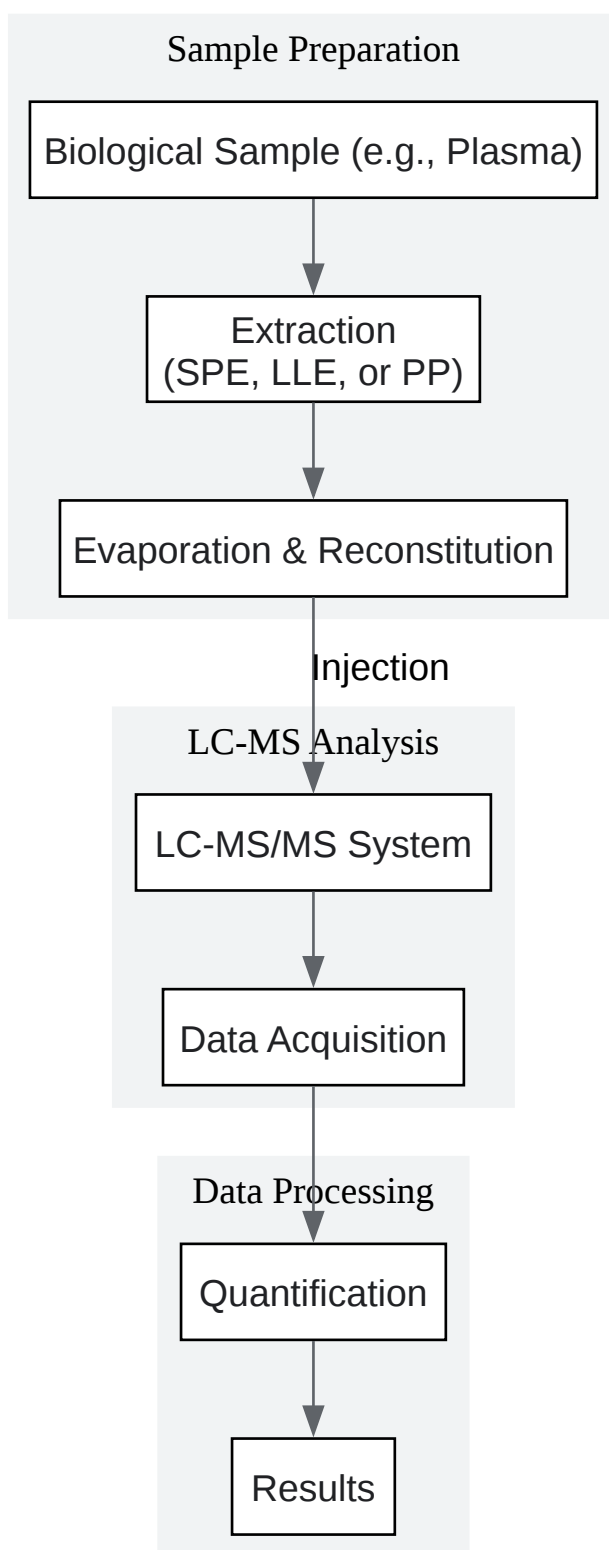 Sample Preparation
Biological Sample (e.g., Plasma)
Extraction
(SPE, LLE, or PP)
Evaporation & Reconstitution
Injection
LC-MS Analysis
LC-MS/MS System
Data Acquisition
Data Processing
Quantification
Results